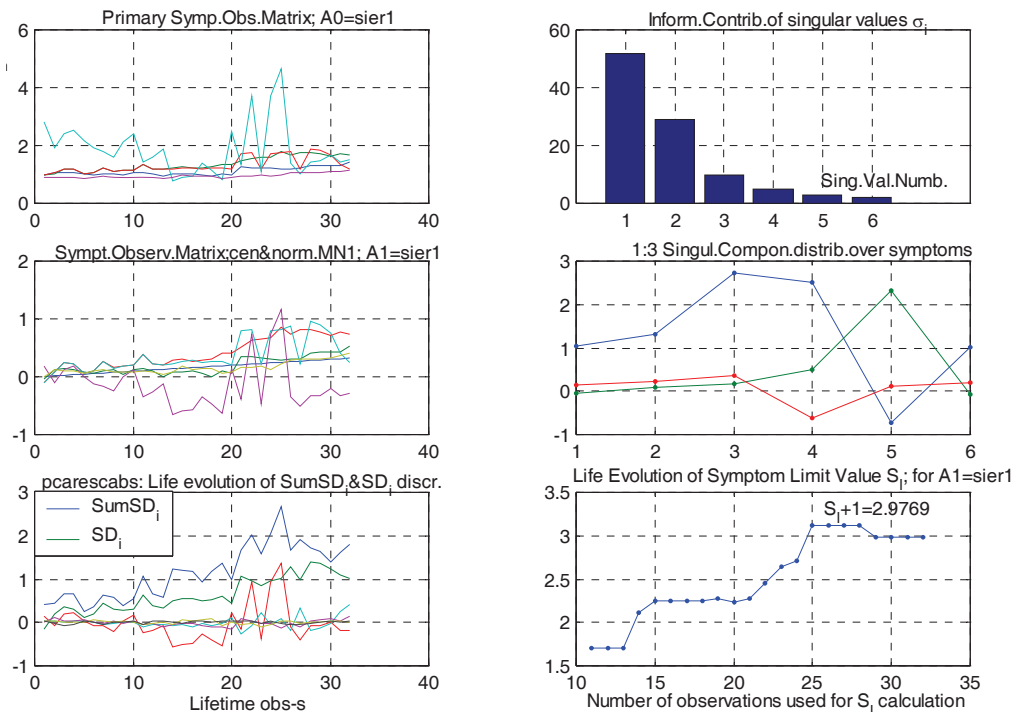 Primary Symp.Obs.Matrix; A0=sier1
6
4
2
0
0 10 20 30 40
Inform.Contrib.of singular values σi
60
40
20
0
Sing.Val.Numb.
1 2 3 4 5 6
Sympt.Observ.Matrix;cen&norm.MN1; A1=sier1
2
1
0
-1
0 10 20 30 40
1:3 Singul.Compon.distrib.over symptoms
3
2
1
0
-1
1 2 3 4 5 6
pcarescabs: Life evolution of SumSDi&SDi discr.
3
2
1
0
-1
SumSDi
SDi
0 10 20 30 40
Lifetime obs-s
Life Evolution of Symptom Limit Value Sl; for A1=sier1
3.5
3
2.5
2
1.5
Sl+1=2.9769
10 15 20 25 30 35
Number of observations used for Sl calculation